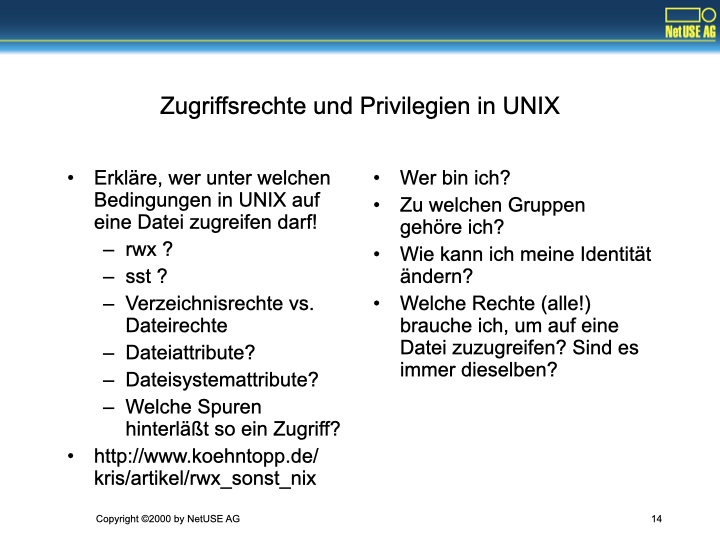 NetUSE AG
Zugriffsrechte und Privilegien in UNIX
• Erkläre, wer unter welchen
Bedingungen in UNIX auf
eine Datei zugreifen darf!
– rwx ?
– sst ?
– Verzeichnisrechte vs.
Dateirechte
– Dateiattribute?
– Dateisystemattribute?
– Welche Spuren
hinterläßt so ein Zugriff?
• http://www.koehntopp.de/
kris/artikel/rwx_sonst_nix
• Wer bin ich?
• Zu welchen Gruppen
gehöre ich?
• Wie kann ich meine Identität
ändern?
• Welche Rechte (alle!)
brauche ich, um auf eine
Datei zuzugreifen? Sind es
immer dieselben?
Copyright ©2000 by NetUSE AG
14